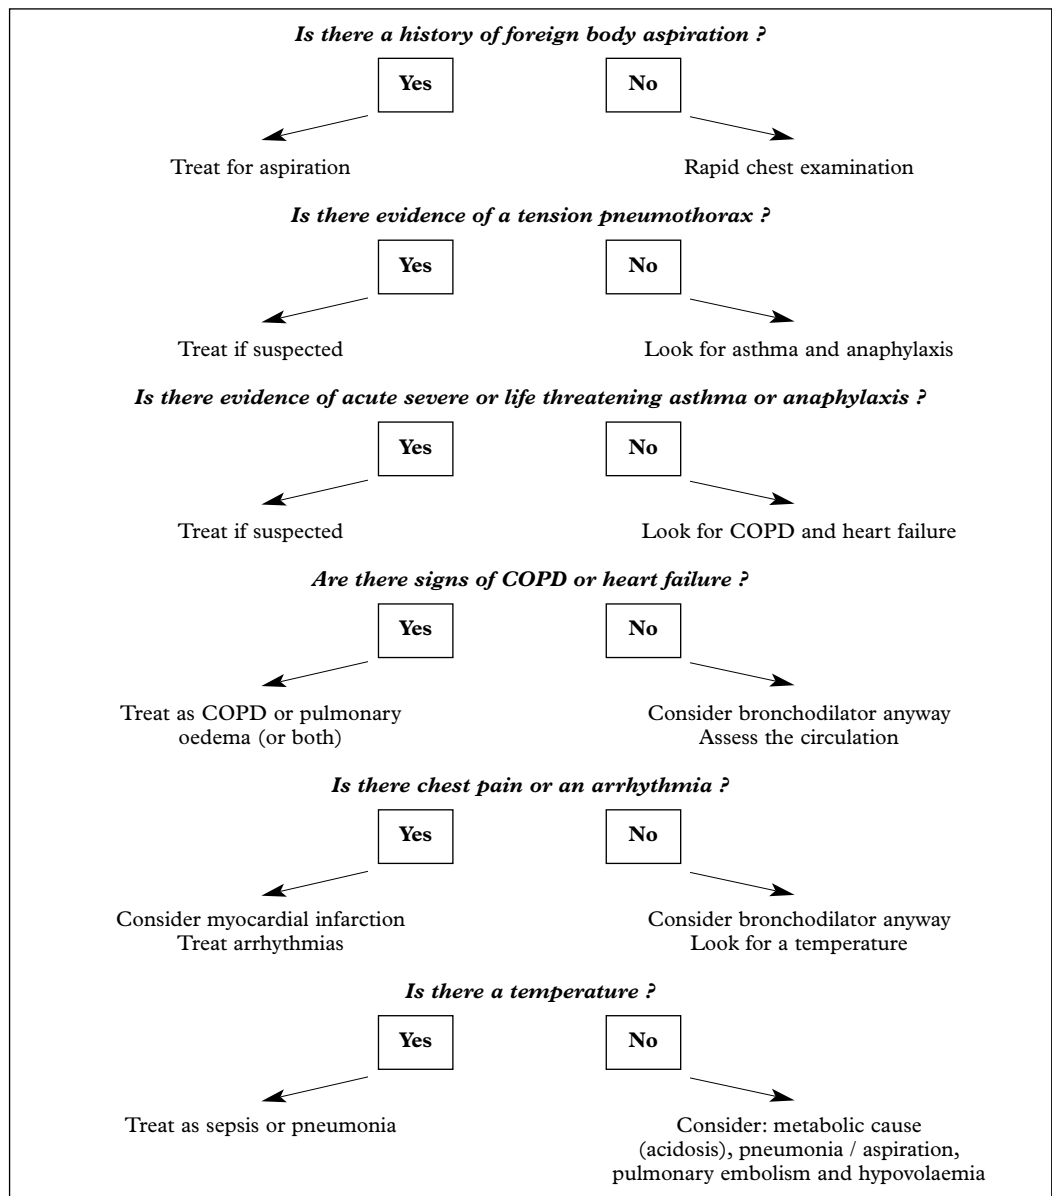 Is there a history of foreign body aspiration ?
Yes
No
Treat for aspiration
Rapid chest examination
Is there evidence of a tension pneumothorax ?
Yes
No
Treat if suspected
Look for asthma and anaphylaxis
Is there evidence of acute severe or life threatening asthma or anaphylaxis ?
Yes
No
Treat if suspected
Look for COPD and heart failure
Are there signs of COPD or heart failure ?
Yes
No
Treat as COPD or pulmonary
oedema (or both)
Consider bronchodilator anyway
Assess the circulation
Is there chest pain or an arrhythmia ?
Yes
No
Consider myocardial infarction
Treat arrhythmias
Consider bronchodilator anyway
Look for a temperature
Is there a temperature ?
Yes
No
Treat as sepsis or pneumonia
Consider: metabolic cause
(acidosis), pneumonia / aspiration,
pulmonary embolism and hypovolaemia